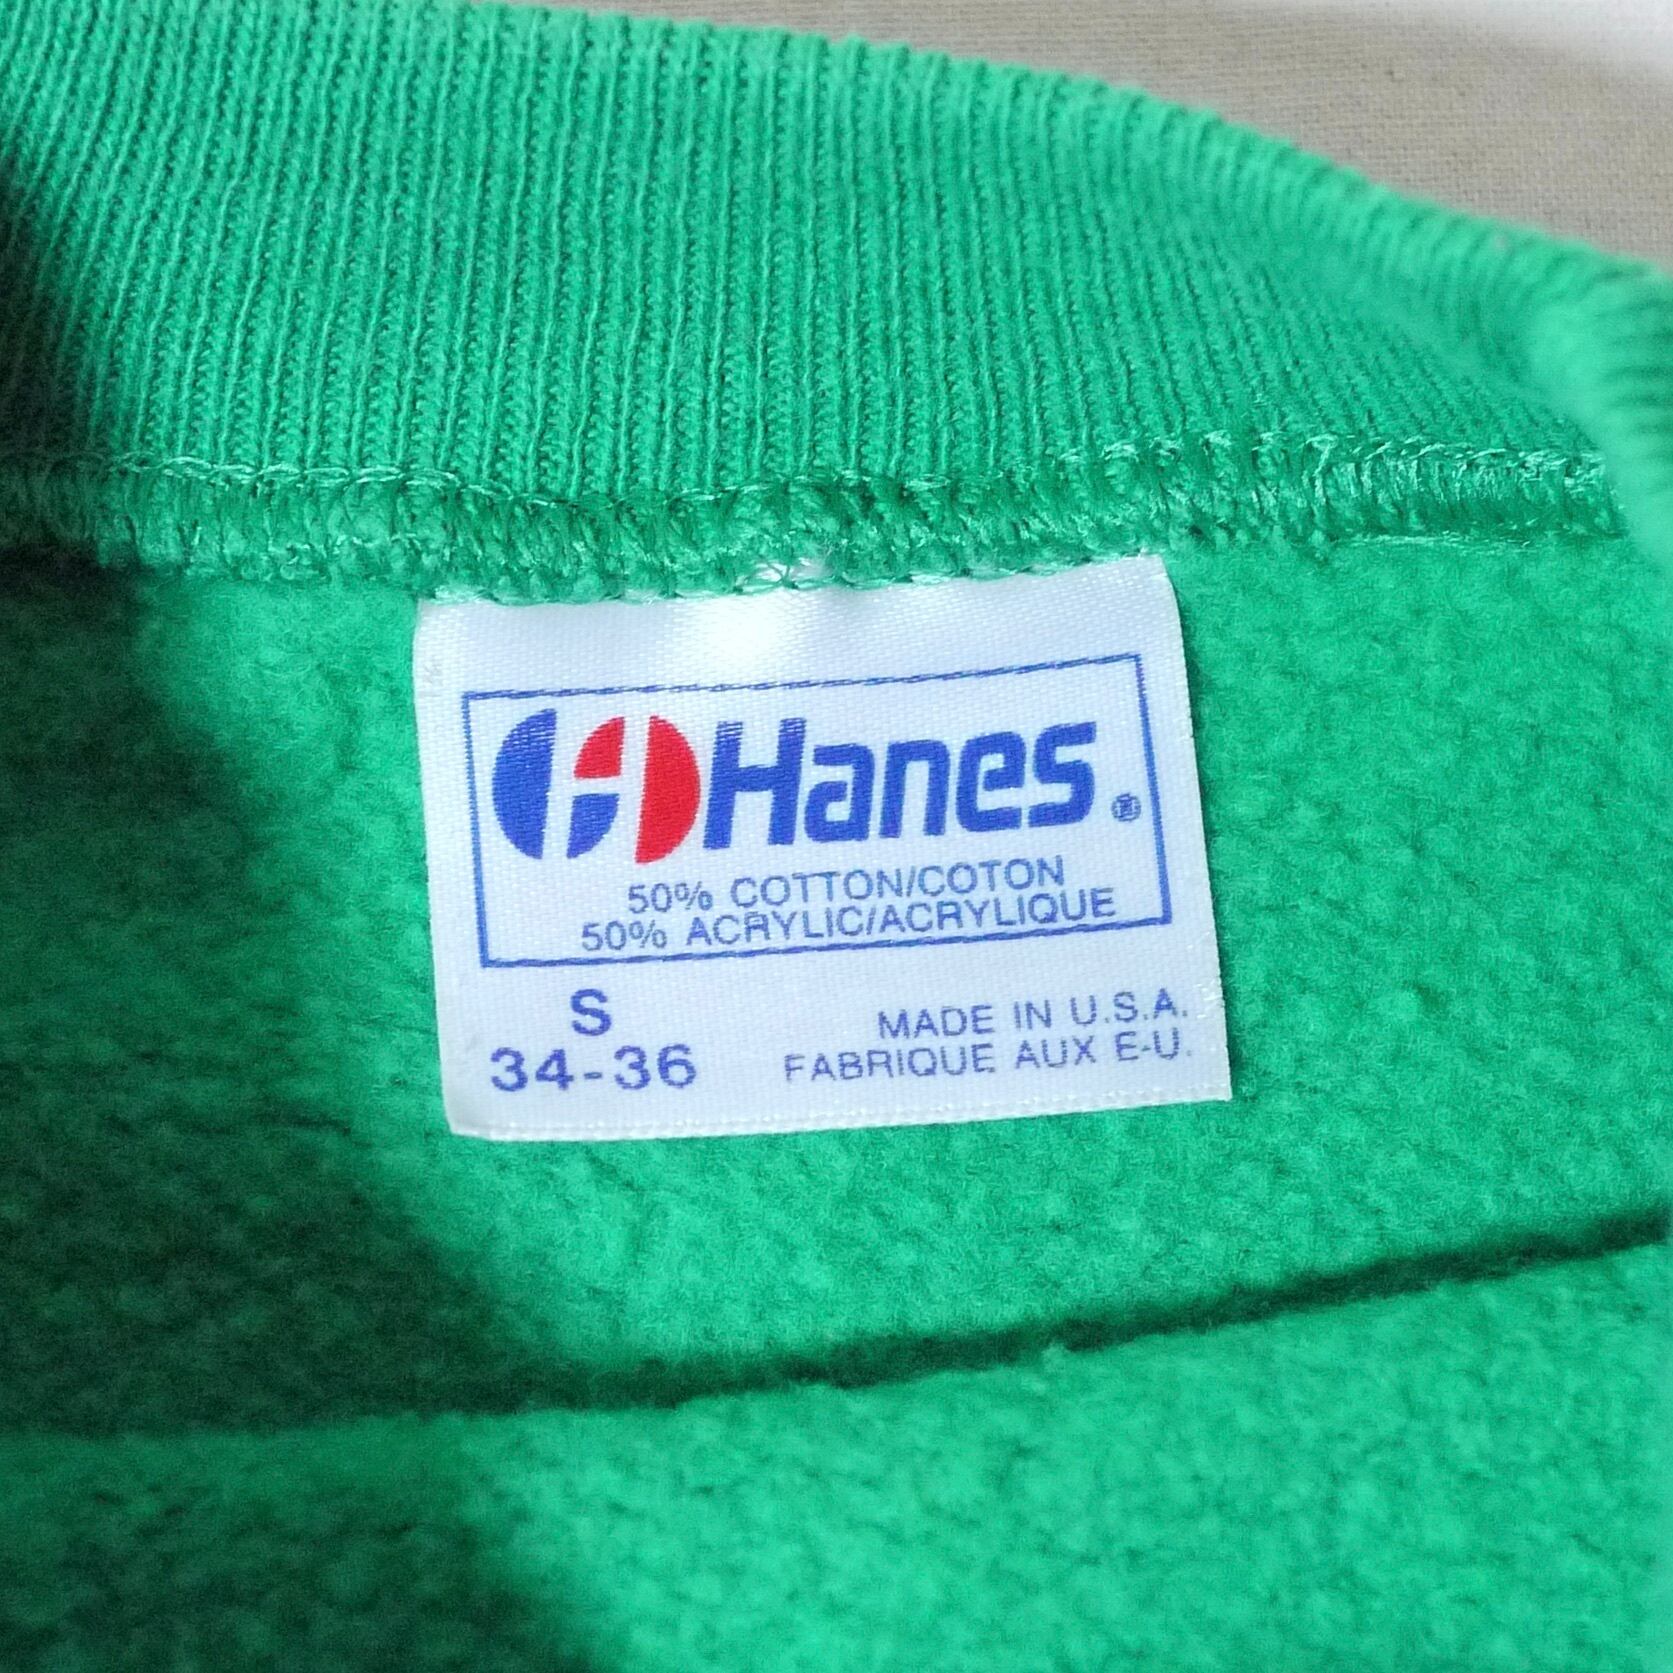 Hanes®
50% COTTON/COTON
50% ACRYLIC/ACRYLIQUE
S
34-36
MADE IN U.S.A.
FABRIQUE AUX E-U.